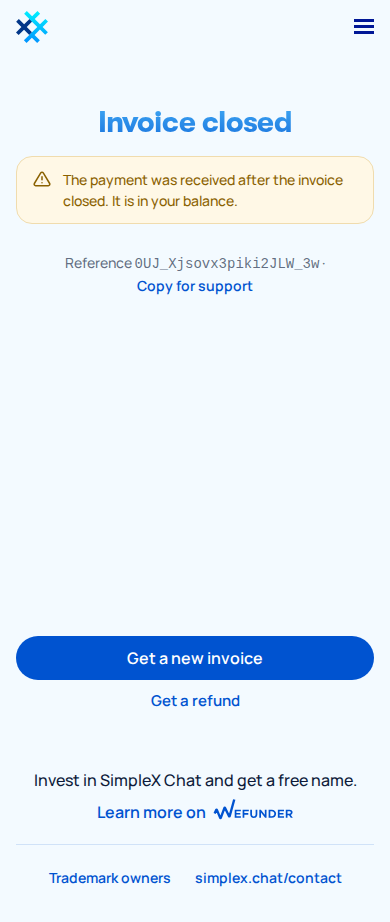 Invoice closed
The payment was received after the invoice
closed. It is in your balance.
Reference 0UJ_Xjsovx3piki2JLW_3w·
Copy for support
Get a new invoice
Get a refund
Invest in SimpleX Chat and get a free name.
Learn more on WEFUNDER
Trademark owners simplex.chat/contact